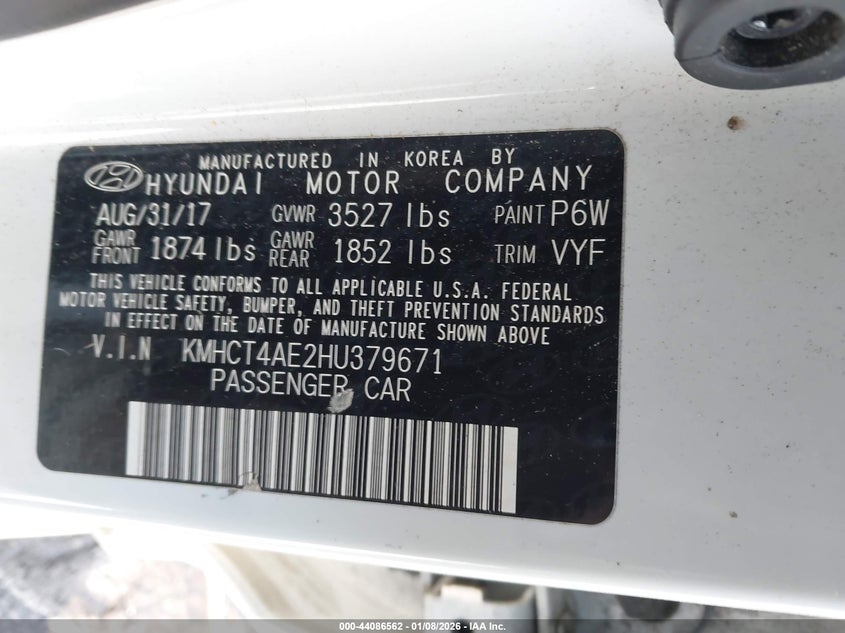 MANUFACTURED IN KOREA BY
HYUNDAI MOTOR COMPANY
AUG/31/17 GVWR 3527 lbs PAINT P6W
GAWR FRONT 1874 lbs GAWR REAR 1852 lbs TRIM VYF
THIS VEHICLE CONFORMS TO ALL APPLICABLE U.S.A. FEDERAL
MOTOR VEHICLE SAFETY, BUMPER, AND THEFT PREVENTION STANDARDS
IN EFFECT ON THE DATE OF MANUFACTURE SHOWN ABOVE
V.I.N KMHCT4AE2HU379671
PASSENGER CAR
000-44086562 - 01/08/2026 - IAA Inc.